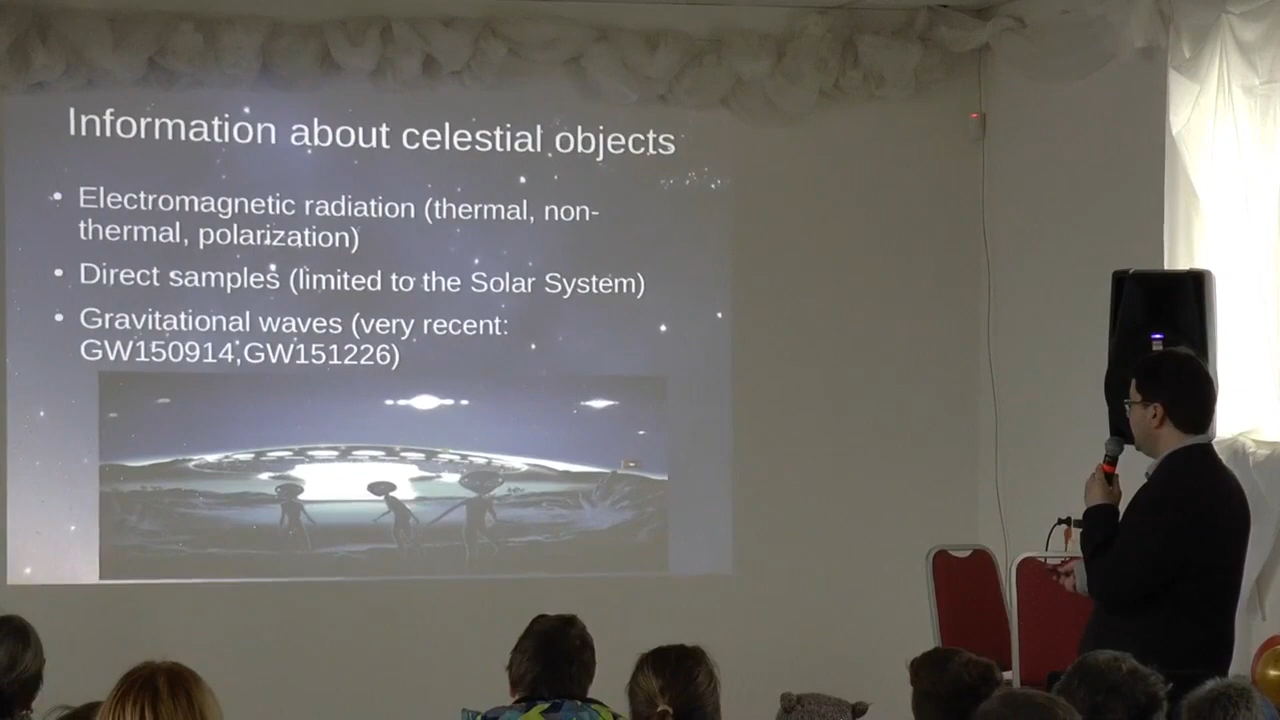 Information about celestial objects
Electromagnetic radiation (thermal, non-
thermal, polarization)
Direct samples (limited to the Solar System)
Gravitational waves (very recent:
GW150914,GW151226)